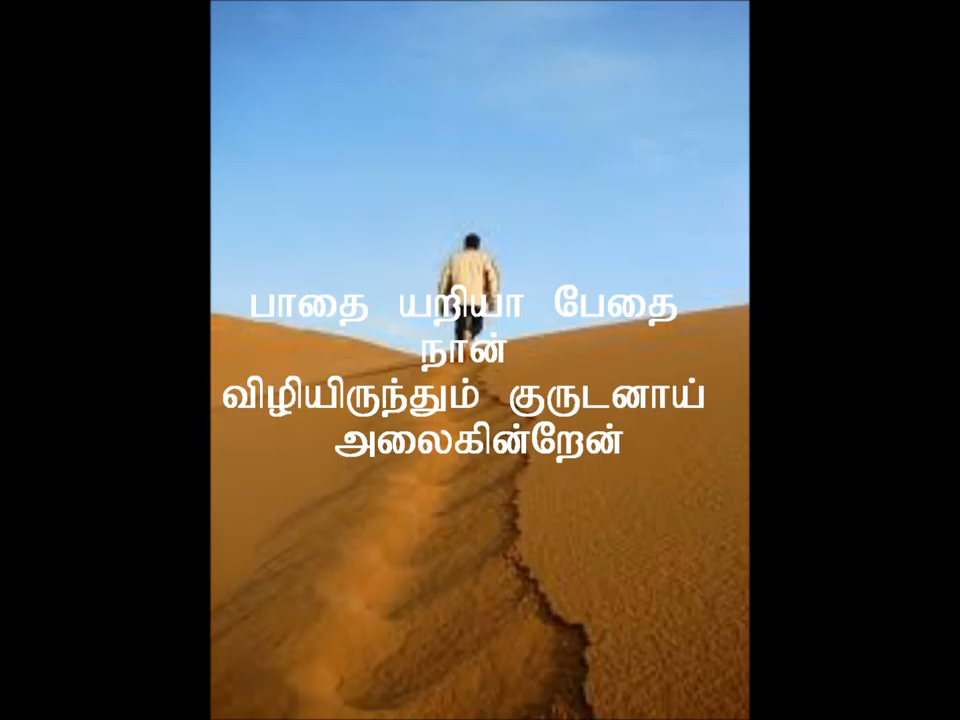 பாதை யறியா பேதை
நான்
விழியிருந்தும் குருடனாய்
அலைகின்றேன்